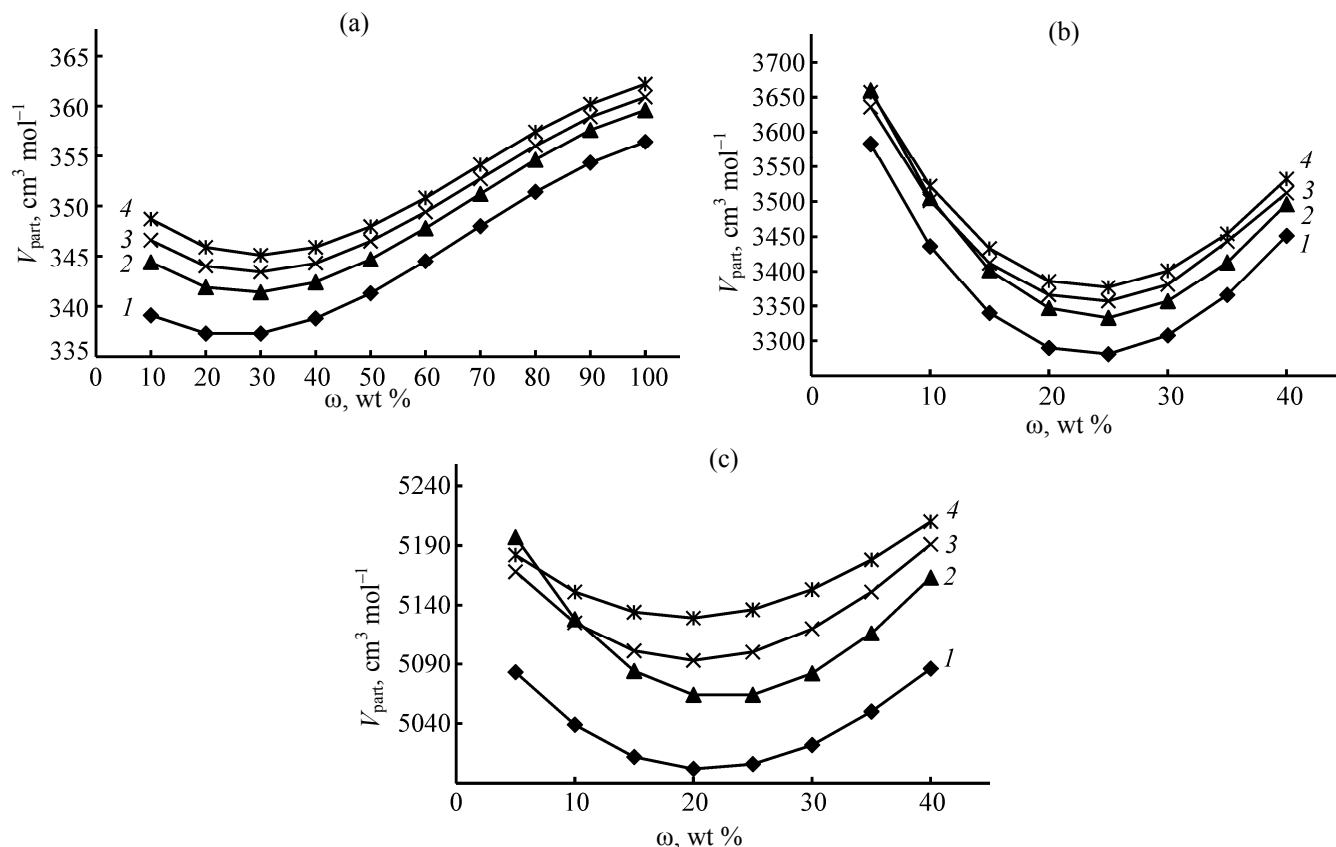 (a)
V_part, cm³ mol⁻¹
365
360
355
350
345
340
335
4
3
2
1
0 10 20 30 40 50 60 70 80 90 100
ω, wt %
(b)
V_part, cm³ mol⁻¹
3700
3650
3600
3550
3500
3450
3400
3350
3300
4
3
2
1
0 10 20 30 40
ω, wt %
(c)
V_part, cm³ mol⁻¹
5240
5190
5140
5090
5040
4
3
2
1
0 10 20 30 40
ω, wt %